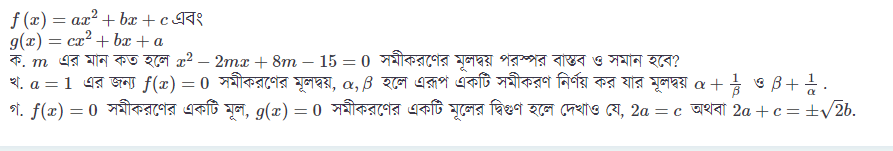 f(x) = ax² + bx + c এবং
g(x) = cx² + bx + a
ক. m এর মান কত হলে x² − 2mx + 8m − 15 = 0 সমীকরণের মূলদ্বয় পরস্পর বাস্তব ও সমান হবে?
খ. a = 1 এর জন্য f(x) = 0 সমীকরণের মূলদ্বয়, α, β হলে এরূপ একটি সমীকরণ নির্ণয় কর যার মূলদ্বয় α + 1/β ও β + 1/α .
গ. f(x) = 0 সমীকরণের একটি মূল, g(x) = 0 সমীকরণের একটি মূলের দ্বিগুণ হলে দেখাও যে, 2a = c অথবা 2a + c = ±√2b.